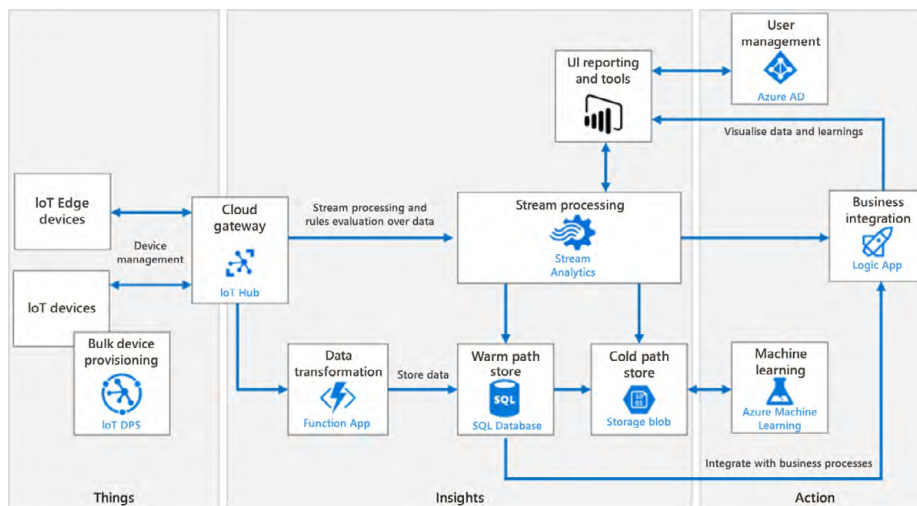 User
management
Azure AD
UI reporting
and tools
Visualise data and learnings
IoT Edge
devices
Device
management
IoT devices
Bulk device
provisioning
IoT DPS
Cloud
gateway
IoT Hub
Stream processing and
rules evaluation over data
Stream processing
Stream
Analytics
Business
integration
Logic App
Data
transformation
Function App
Store data
Warm path
store
SQL
SQL Database
Cold path
store
Storage blob
Machine
learning
Azure Machine
Learning
Integrate with business processes
Things
Insights
Action